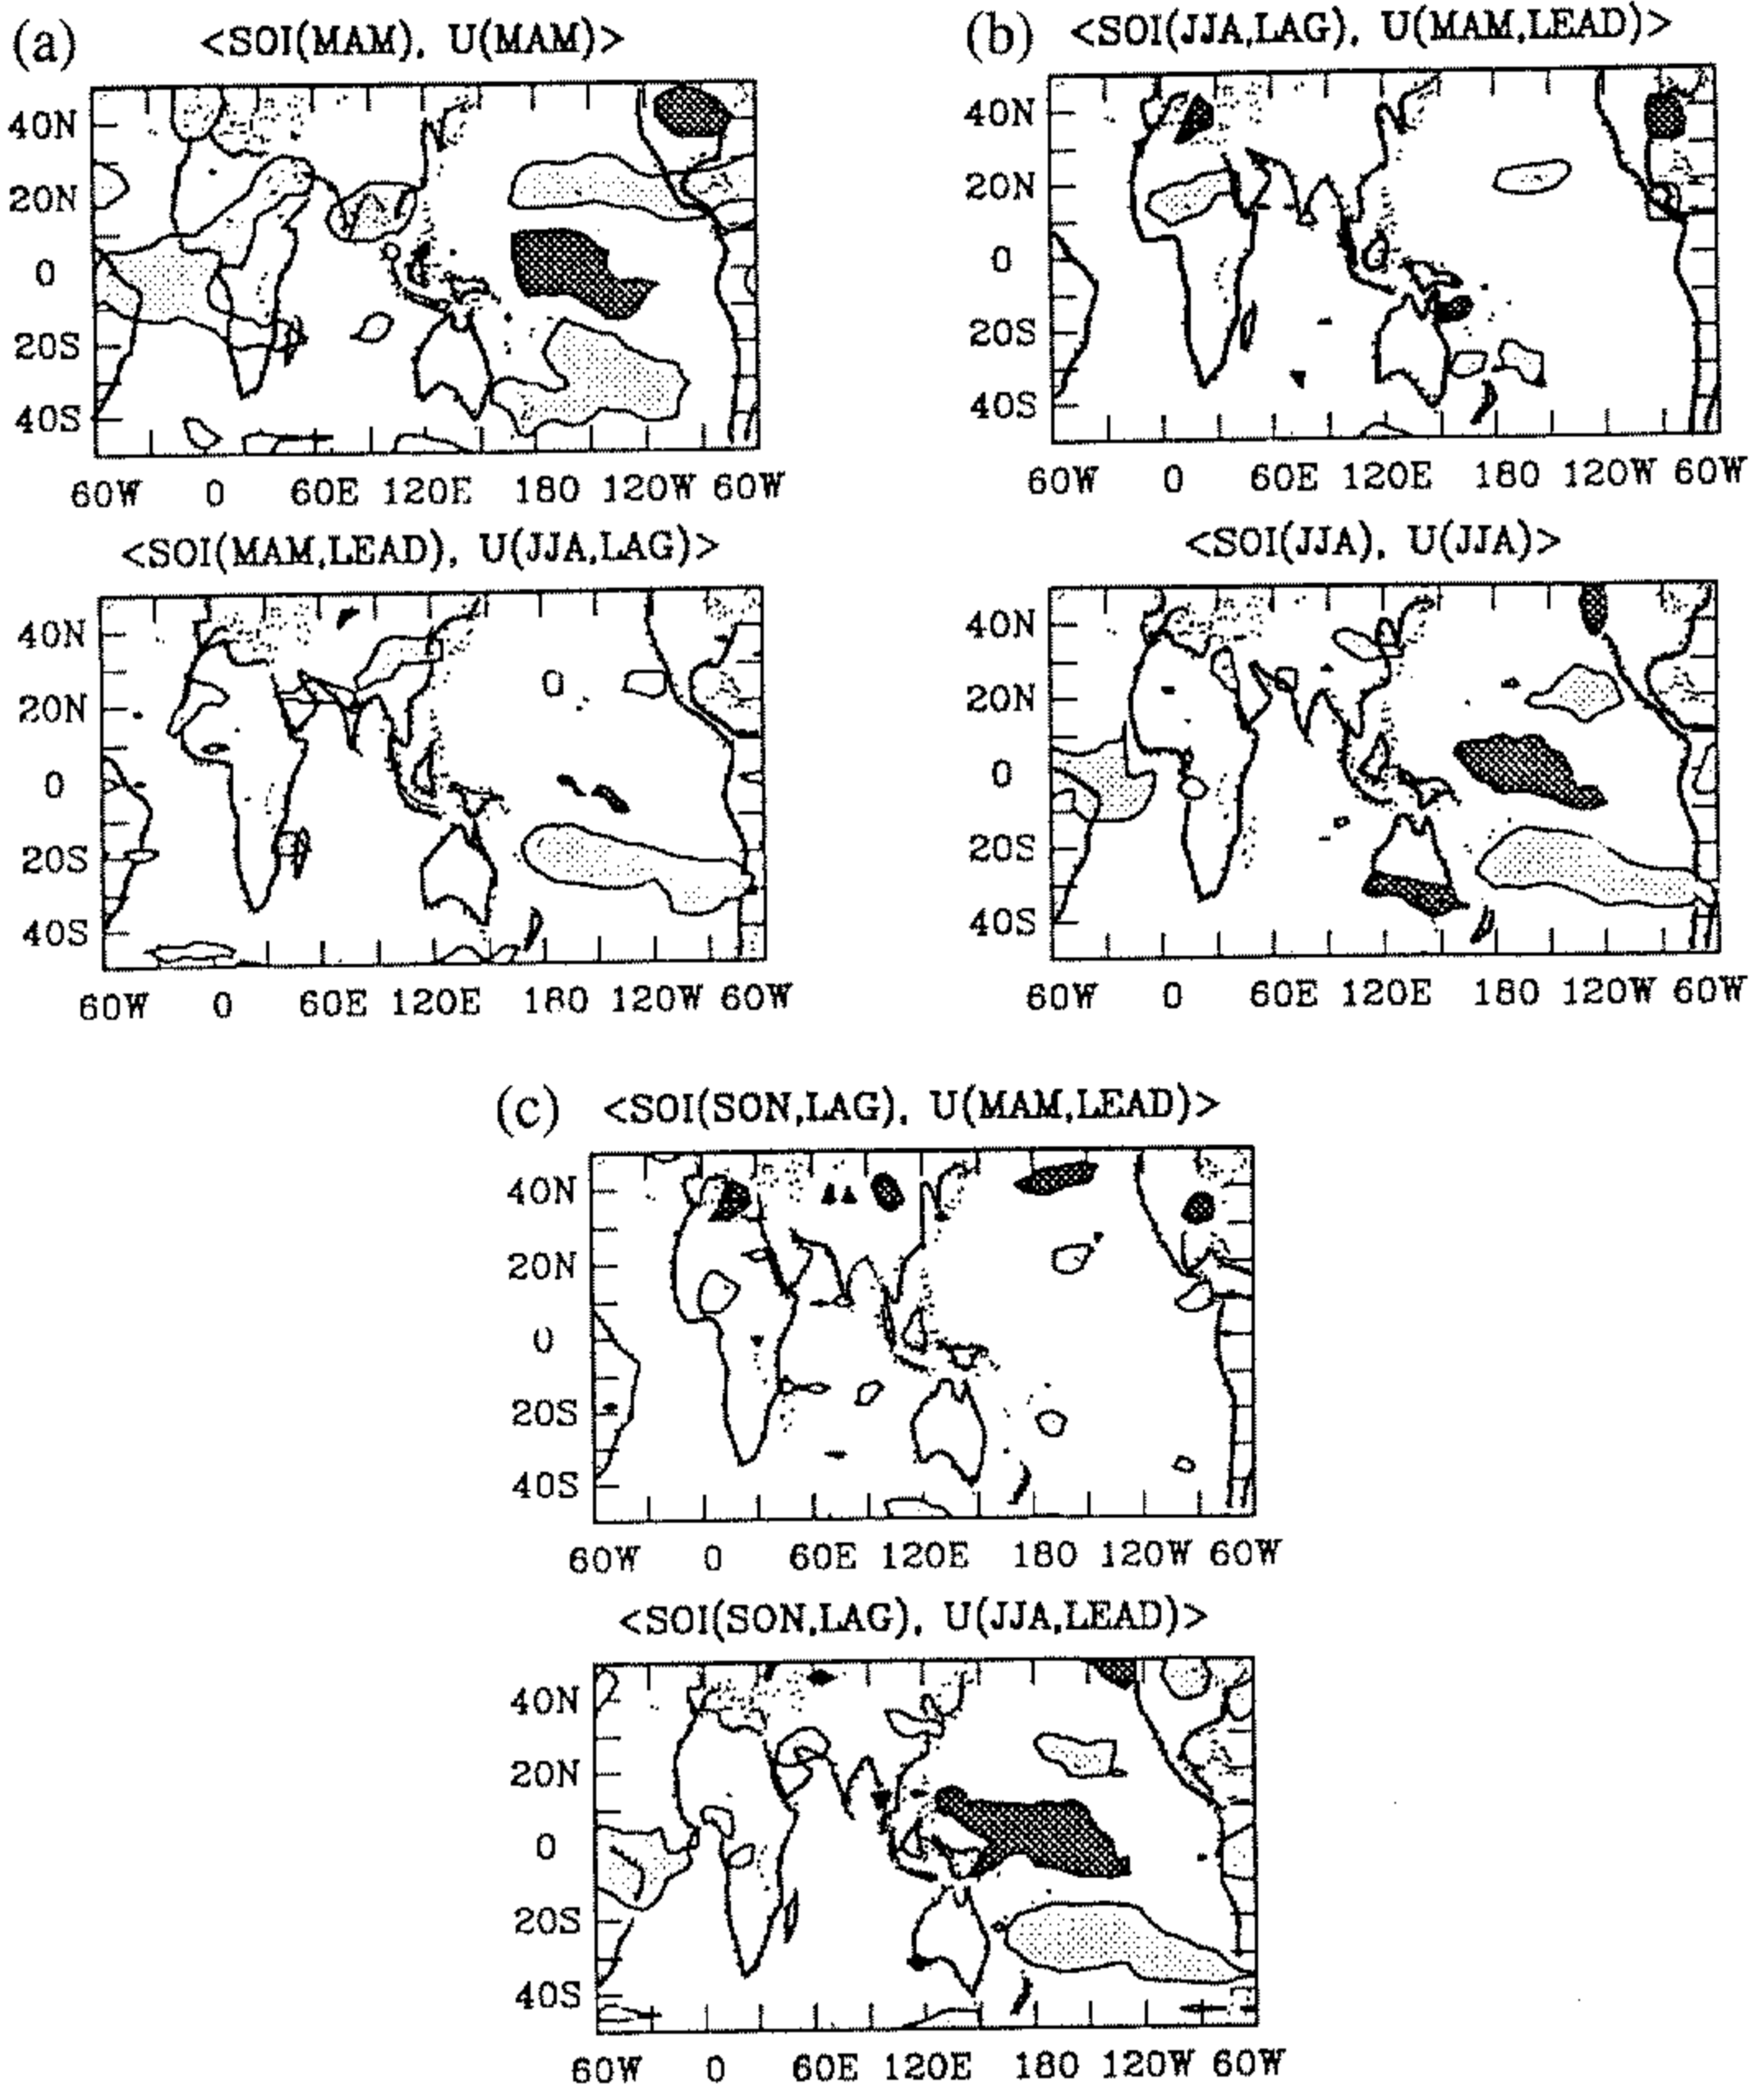 (a) <SOI(MAM), U(MAM)>
40N
20N
0
20S
40S
60W 0 60E 120E 180 120W 60W
<SOI(MAM,LEAD), U(JJA,LAG)>
40N
20N
0
20S
40S
60W 0 60E 120E 180 120W 60W
(b) <SOI(JJA,LAG), U(MAM,LEAD)>
40N
20N
0
20S
40S
60W 0 60E 120E 180 120W 60W
<SOI(JJA), U(JJA)>
40N
20N
0
20S
40S
60W 0 60E 120E 180 120W 60W
(c) <SOI(SON,LAG), U(MAM,LEAD)>
40N
20N
0
20S
40S
60W 0 60E 120E 180 120W 60W
<SOI(SON,LAG), U(JJA,LEAD)>
40N
20N
0
20S
40S
60W 0 60E 120E 180 120W 60W